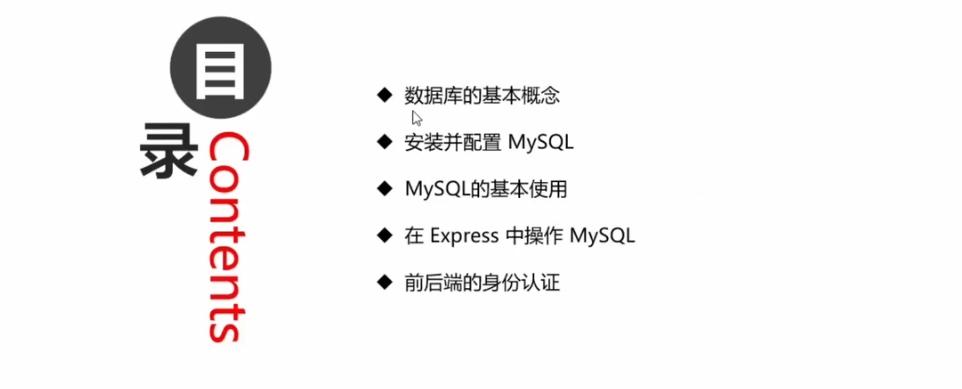 目录
Contents
◆ 数据库的基本概念
◆ 安装并配置 MySQL
◆ MySQL的基本使用
◆ 在 Express 中操作 MySQL
◆ 前后端的身份认证